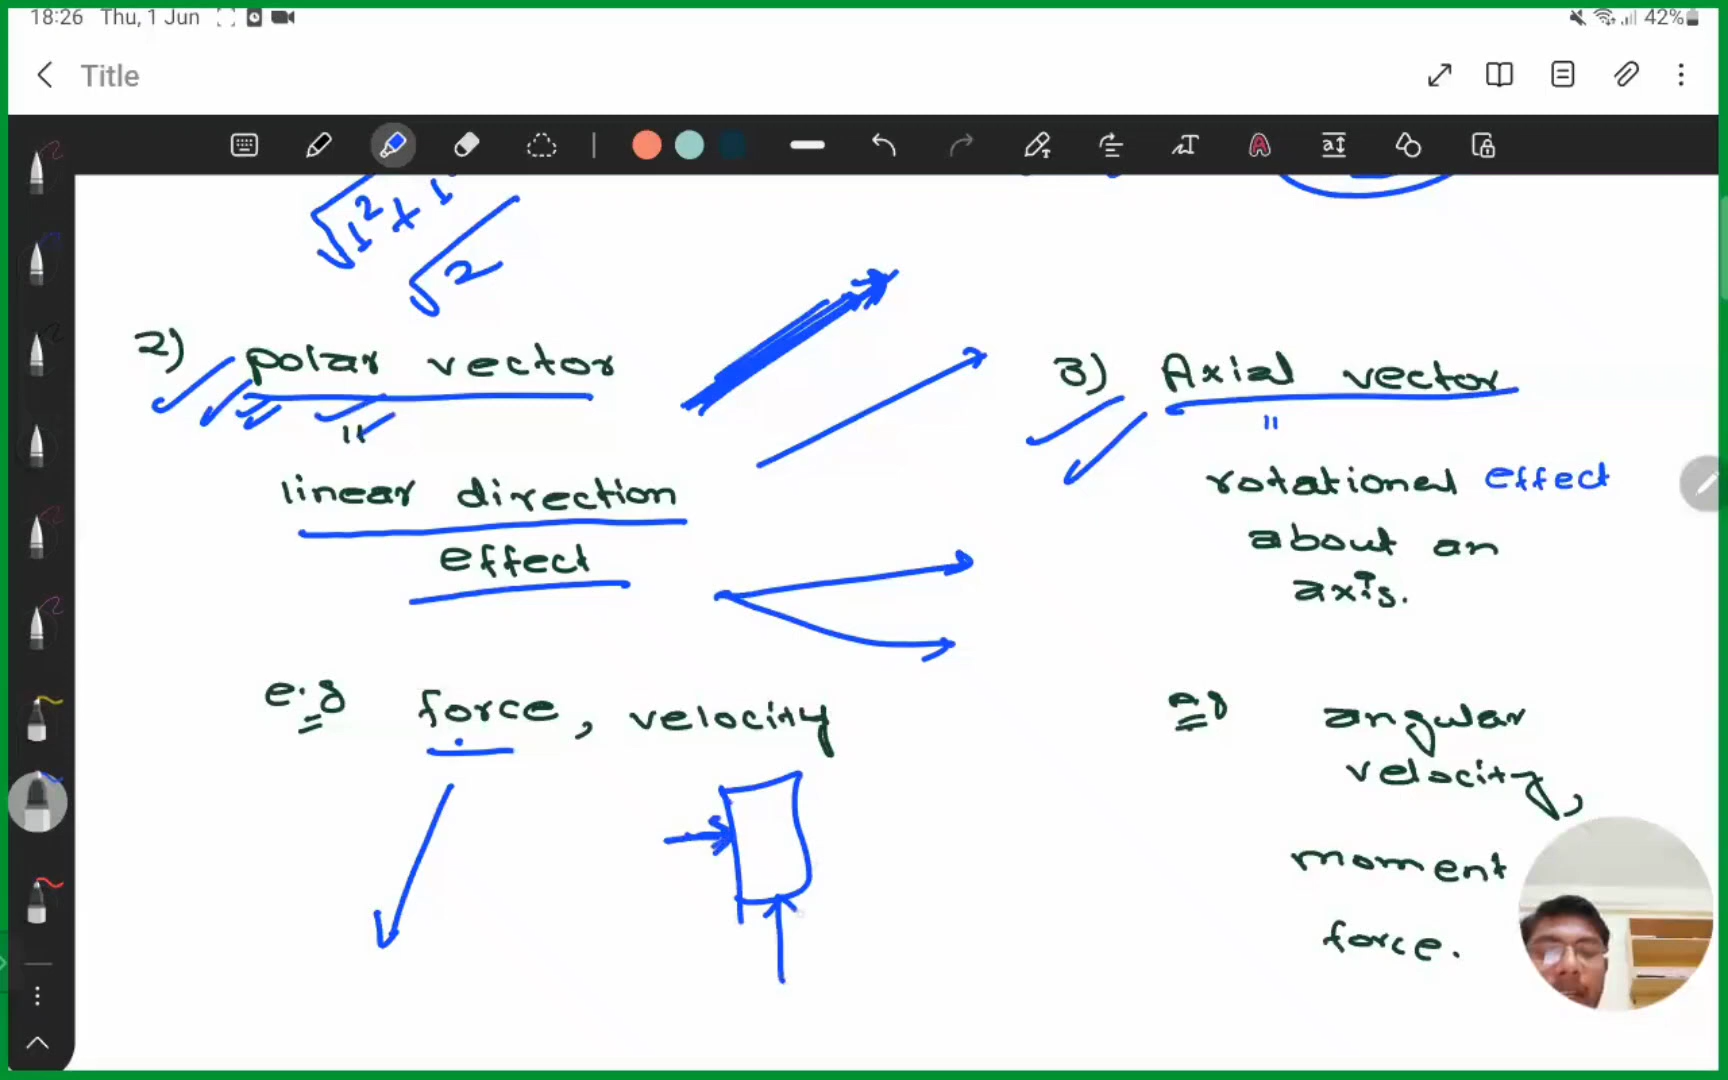 18:26 Thu, 1 Jun
42%
Title
√1² + 1
√2
2) polar vector
linear direction
effect
e.g force, velocity
3) Axial vector
rotational effect
about an
axis.
e.g angular
velocity,
moment
force.